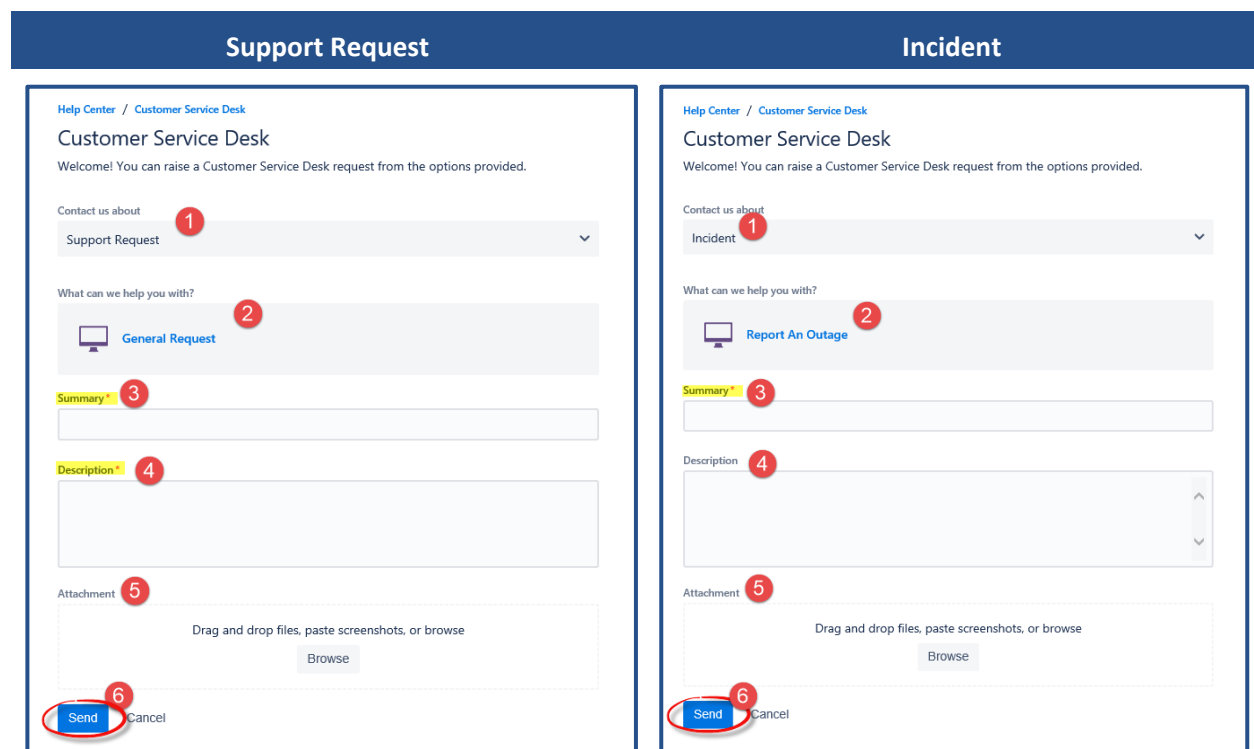 Support Request
Incident
Help Center / Customer Service Desk
Customer Service Desk
Welcome! You can raise a Customer Service Desk request from the options provided.
Contact us about
1
Support Request
What can we help you with?
2
General Request
Summary* 3
Description* 4
Attachment 5
Drag and drop files, paste screenshots, or browse
Browse
6
Send Cancel
Help Center / Customer Service Desk
Customer Service Desk
Welcome! You can raise a Customer Service Desk request from the options provided.
Contact us about
1
Incident
What can we help you with?
2
Report An Outage
Summary* 3
Description 4
Attachment 5
Drag and drop files, paste screenshots, or browse
Browse
6
Send Cancel